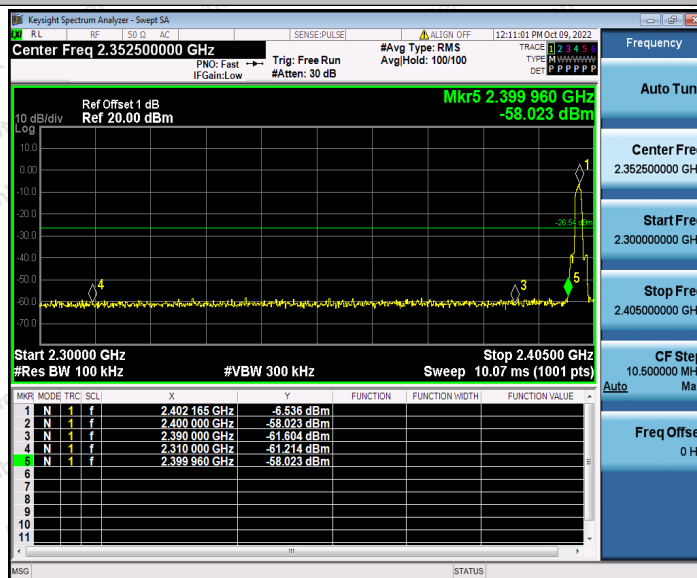 Keysight Spectrum Analyzer - Swept SA
LXI RL RF 50 Ω AC SENSE:PULSE ALIGN OFF 12:11:01 PM Oct 09, 2022
Center Freq 2.352500000 GHz
PNO: Fast
IFGain:Low
Trig: Free Run
#Atten: 30 dB
#Avg Type: RMS
Avg|Hold: 100/100
TRACE 1 2 3 4 5 6
TYPE M W W W W W
DET P P P P P P
Mkr5 2.399 960 GHz
-58.023 dBm
Ref Offset 1 dB
10 dB/div Ref 20.00 dBm
Log
10.0
0.00
-10.0
-20.0
-30.0
-40.0
-50.0
-60.0
-70.0
1
-26.54 dBm
4
3
5
Start 2.30000 GHz Stop 2.40500 GHz
#Res BW 100 kHz #VBW 300 kHz Sweep 10.07 ms (1001 pts)
MKR MODE TRC SCL X Y FUNCTION FUNCTION WIDTH FUNCTION VALUE
1 N 1 f 2.402 165 GHz -6.536 dBm
2 N 1 f 2.400 000 GHz -58.023 dBm
3 N 1 f 2.390 000 GHz -61.604 dBm
4 N 1 f 2.310 000 GHz -61.214 dBm
5 N 1 f 2.399 960 GHz -58.023 dBm
6
7
8
9
10
11
MSG STATUS
Frequency
Auto Tun
Center Fre
2.352500000 GH
Start Fre
2.300000000 GH
Stop Fre
2.405000000 GH
CF Step
10.500000 MH
Auto Ma
Freq Offse
0 H